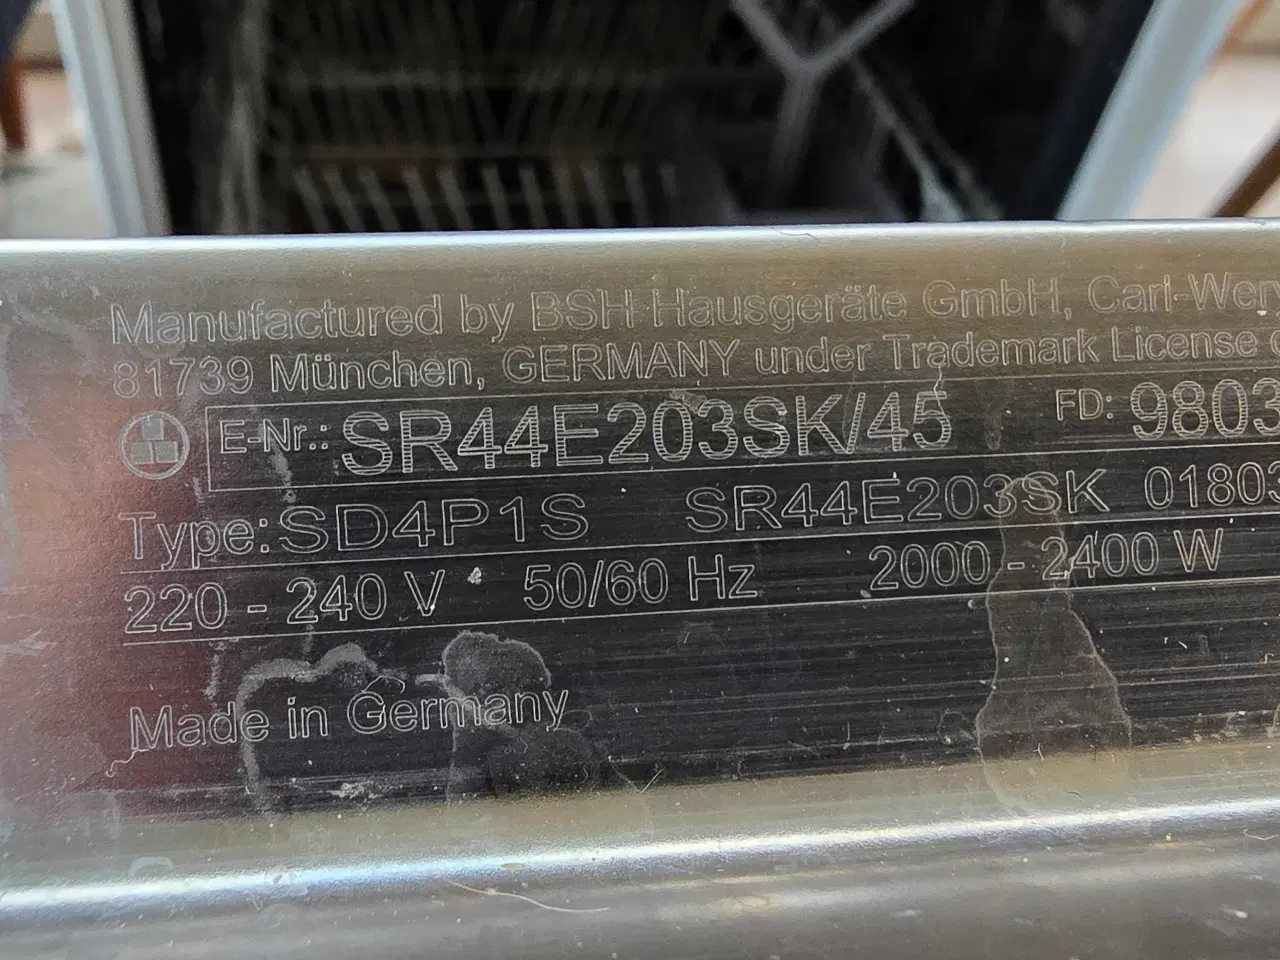 Manufactured by BSH Hausgeräte GmbH, Carl-Wer
81739 München, GERMANY under Trademark License
E-Nr.: SR44E203SK/45 FD: 9803
Type: SD4P1S SR44E203SK 01803
220 - 240 V 50/60 Hz 2000 - 2400 W
Made in Germany